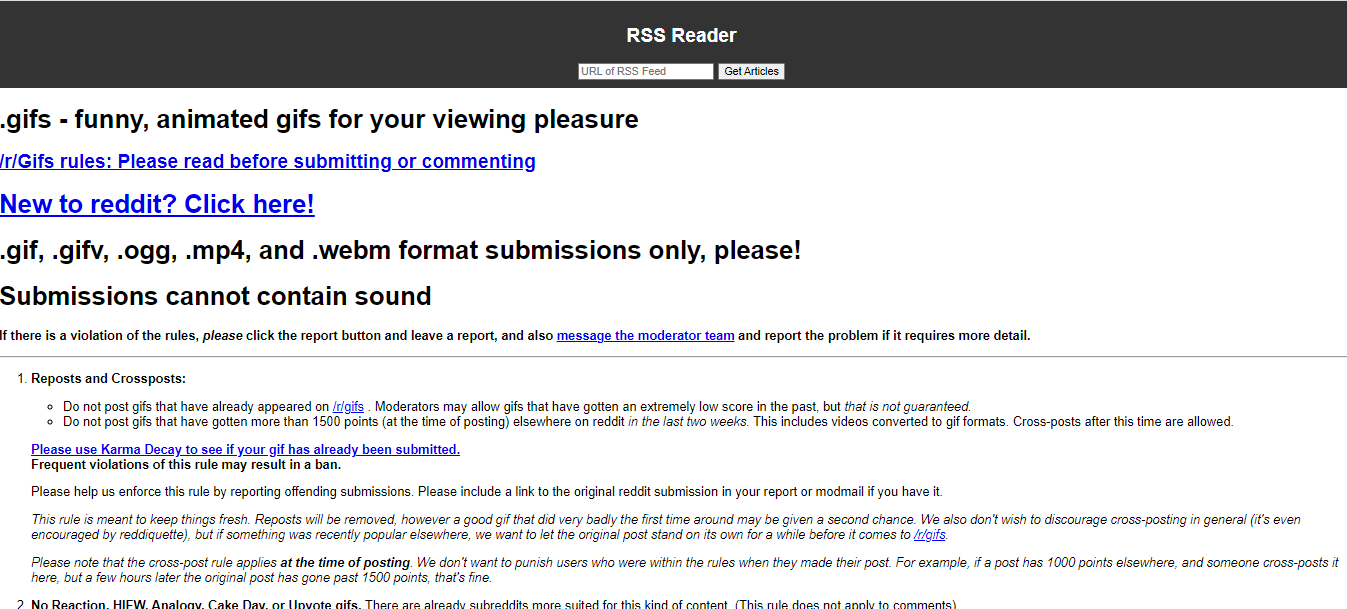 RSS Reader
URL of RSS Feed Get Articles
.gifs - funny, animated gifs for your viewing pleasure
/r/Gifs rules: Please read before submitting or commenting
New to reddit? Click here!
.gif, .gifv, .ogg, .mp4, and .webm format submissions only, please!
Submissions cannot contain sound
If there is a violation of the rules, please click the report button and leave a report, and also message the moderator team and report the problem if it requires more detail.
1. Reposts and Crossposts:
Do not post gifs that have already appeared on /r/gifs . Moderators may allow gifs that have gotten an extremely low score in the past, but that is not guaranteed.
Do not post gifs that have gotten more than 1500 points (at the time of posting) elsewhere on reddit in the last two weeks. This includes videos converted to gif formats. Cross-posts after this time are allowed.
Please use Karma Decay to see if your gif has already been submitted.
Frequent violations of this rule may result in a ban.
Please help us enforce this rule by reporting offending submissions. Please include a link to the original reddit submission in your report or modmail if you have it.
This rule is meant to keep things fresh. Reposts will be removed, however a good gif that did very badly the first time around may be given a second chance. We also don't wish to discourage cross-posting in general (it's even
encouraged by rediquette), but if something was recently popular elsewhere, we want to let the original post stand on its own for a while before it comes to /r/gifs.
Please note that the cross-post rule applies at the time of posting. We don't want to punish users who were within the rules when they made their post. For example, if a post has 1000 points elsewhere, and someone cross-posts it
here, but a few hours later the original post has gone past 1500 points, that's fine.
2. No Reaction, HIFW, Analogy, Cake Day, or Upvote gifs. There are already subreddits more suited for this kind of content. (This rule does not apply to comments)